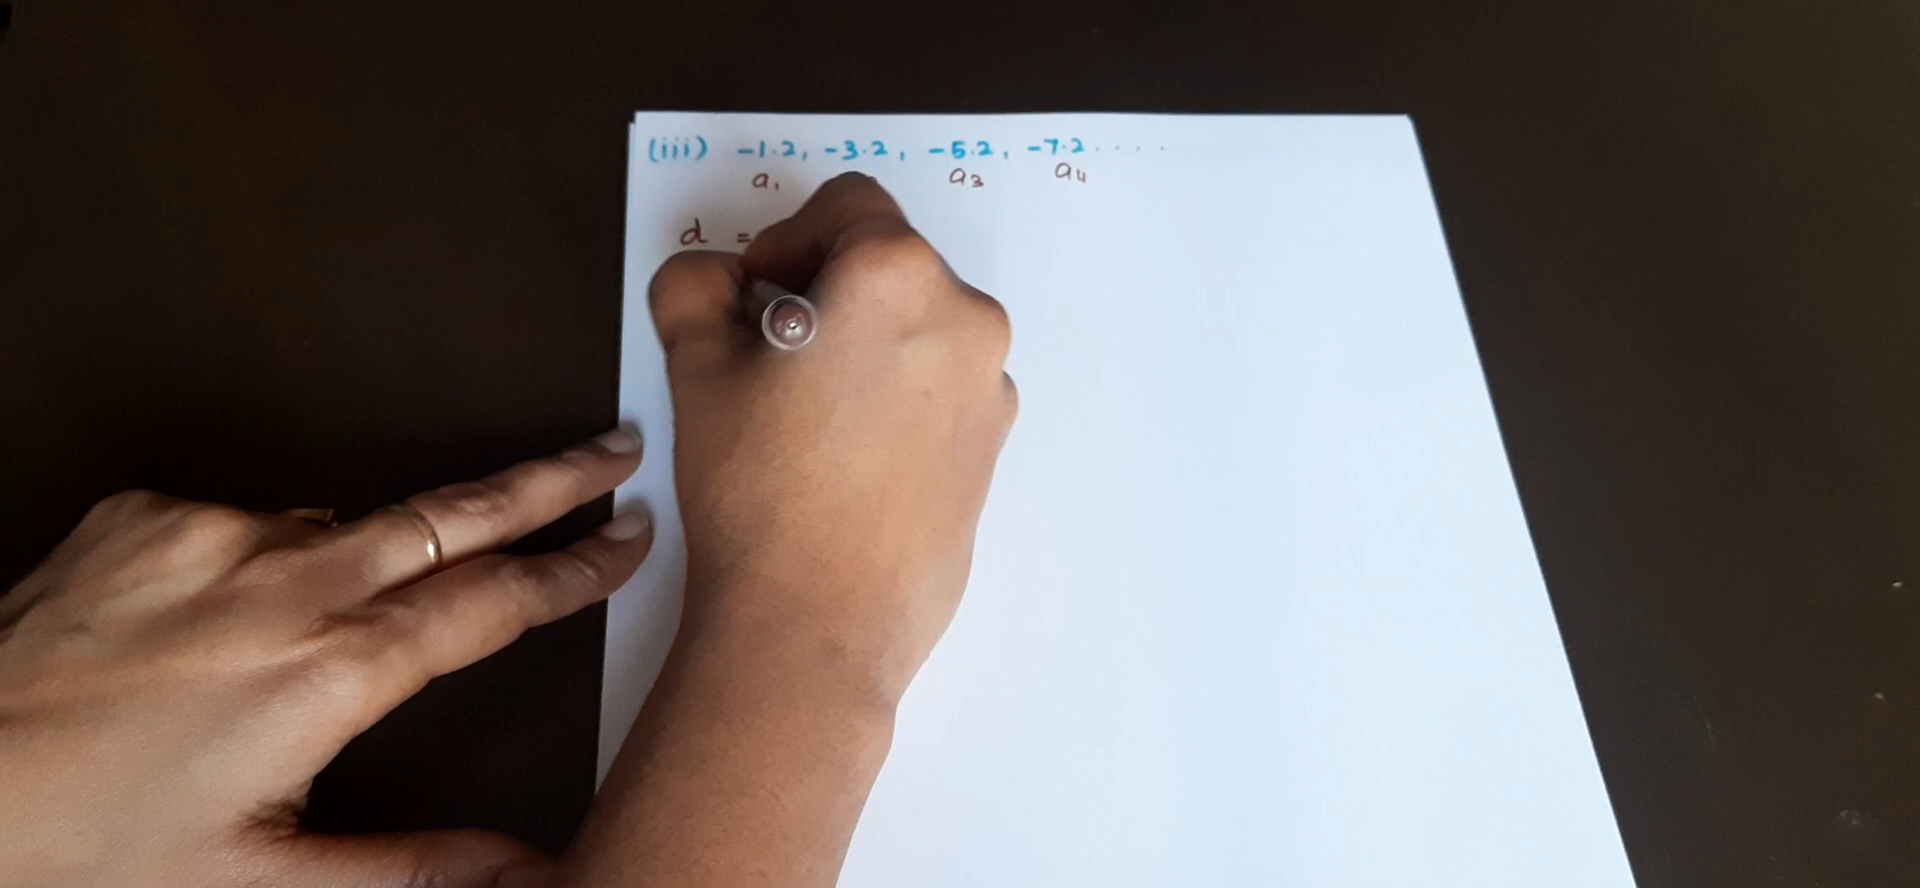 (iii) -1.2, -3.2, -5.2, -7.2.....
a₁ a₃ a₄
d =